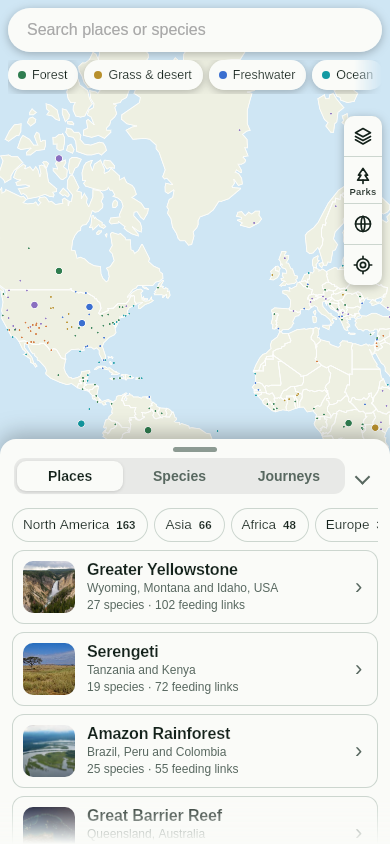 Search places or species
Forest
Grass & desert
Freshwater
Ocean
Parks
Places
Species
Journeys
North America 163
Asia 66
Africa 48
Europe
Greater Yellowstone
Wyoming, Montana and Idaho, USA
27 species · 102 feeding links
Serengeti
Tanzania and Kenya
19 species · 72 feeding links
Amazon Rainforest
Brazil, Peru and Colombia
25 species · 55 feeding links
Great Barrier Reef
Queensland, Australia